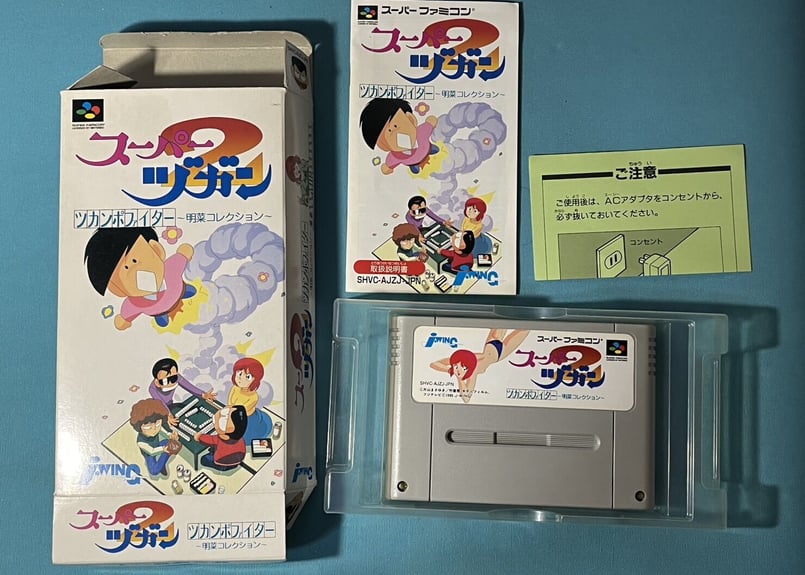 スーパー
ヅガン2
ツカンポファイター
〜明菜コレクション〜
I'WING
スーパー
ヅガン2
ツカンポファイター
〜明菜コレクション〜
スーパーファミコン
スーパー
ヅガン2
ツカンポファイター
〜明菜コレクション〜
取扱説明書
SHVC-AJZJ-JPN
I'WING
ちゅうい
ご注意
ご使用後は、ACアダプタをコンセントから、
必ず抜いておいてください。
コンセント
I'WING
スーパーファミコン
スーパー
ヅガン2
SHVC-AJZJ-JPN
ツカンポファイター
〜明菜コレクション〜